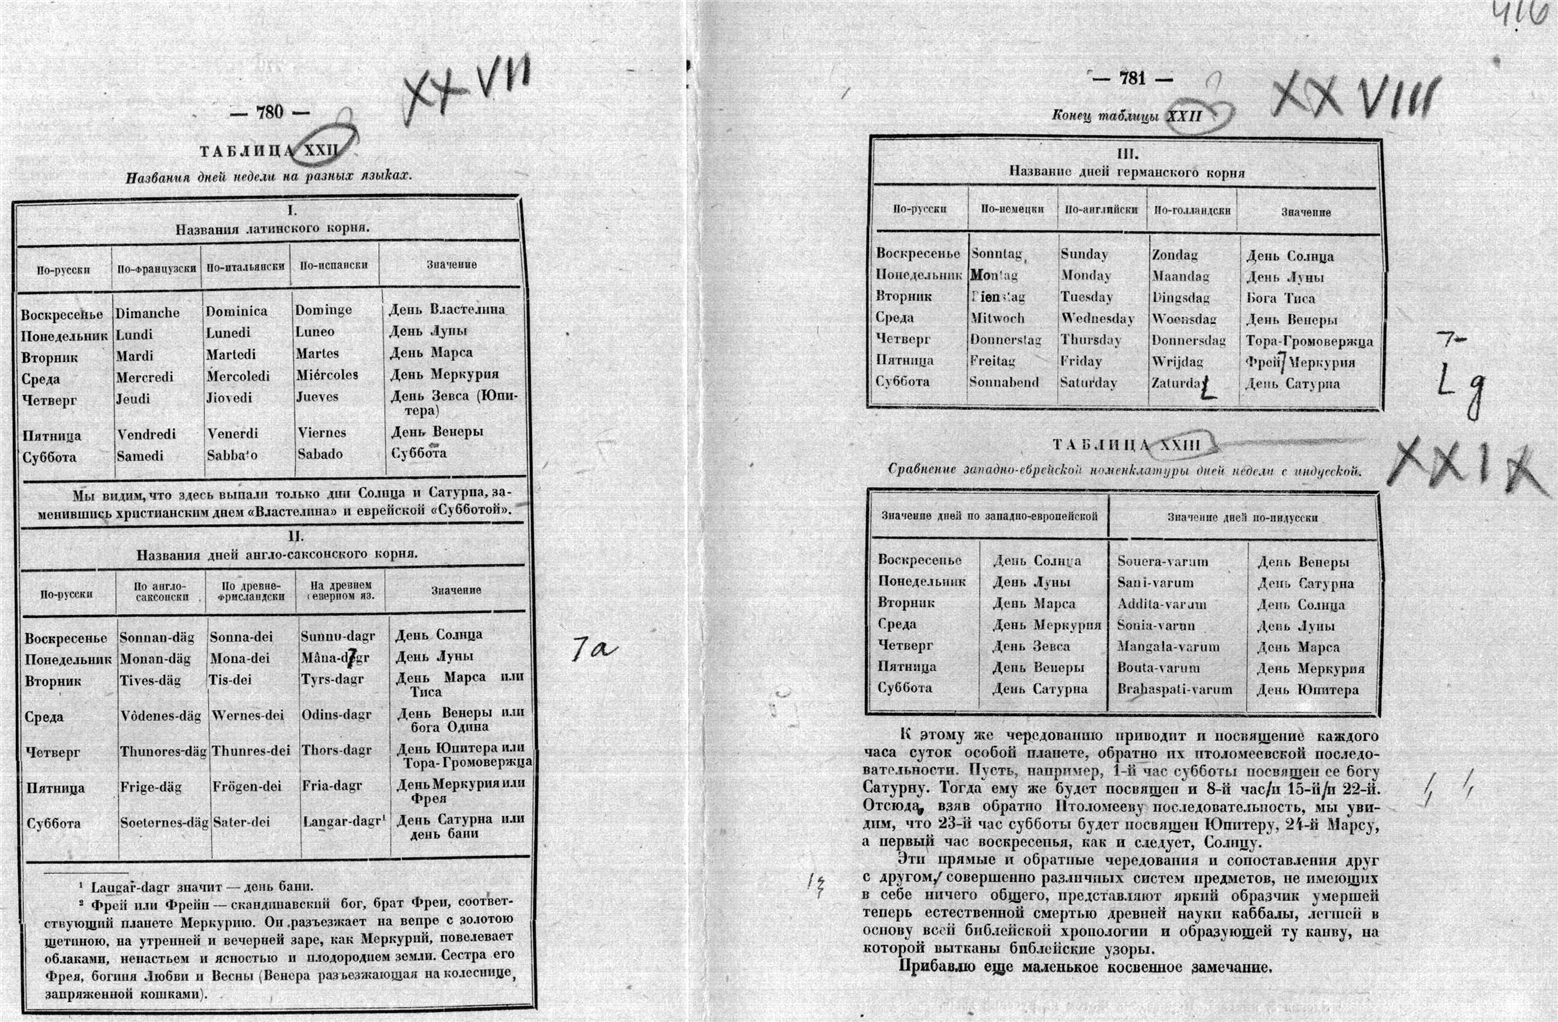 416
XXVII
— 780 —
ТАБЛИЦА XXII
Названия дней недели на разных языках.
I.
Названия латинского корня.
По-русски По-французски По-итальянски По-испански Значение
Воскресенье Dimanche Dominica Dominge День Властелина
Понедельник Lundi Lunedi Luneo День Луны
Вторник Mardi Martedi Martes День Марса
Среда Mercredi Mercoledi Miércoles День Меркурия
Четверг Jeudi Jiovedi Jueves День Зевса (Юпи-
тера)
Пятница Vendredi Venerdi Viernes День Венеры
Суббота Samedi Sabbato Sabado Суббота
Мы видим, что здесь выпали только дни Солнца и Сатурна, за-
менившись христианским днем «Властелина» и еврейской «Субботой».
II.
Названия дней англо-саксонского корня.
По-русски По англо-
саксонски По древне-
фрисландски На древнем
северном яз. Значение
Воскресенье Sonnan-däg Sonna-dei Sunnu-dagr День Солнца
Понедельник Monan-däg Mona-dei Mâna-dgr День Луны
7a
Вторник Tives-däg Tis-dei Tyrs-dagr День Марса или
Тиса
Среда Vôdenes-däg Wernes-dei Odins-dagr День Венеры или
бога Одина
Четверг Thunores-däg Thunres-dei Thors-dagr День Юпитера или
Тора-Громовержца
Пятница Frige-däg Frögen-dei Fria-dagr День Меркурия или
Фрея
Суббота Soeternes-däg Sater-dei Laugar-dagr¹ День Сатурна или
день бани
¹ Laugar-dagr значит — день бани.
² Фрей или Фрейн — скандинавский бог, брат Фреи, соответ-
ствующий планете Меркурию. Он разъезжает на вепре с золотою
щетиною, на утренней и вечерней заре, как Меркурий, повелевает
облаками, ненастьем и ясностью и плодородием земли. Сестра его
Фрея, богиня Любви и Весны (Венера разъезжающая на колеснице,
запряженной кошками).
— 781 —
XXVIII
Конец таблицы XXII
III.
Название дней германского корня
По-русски По-немецки По-английски По-голландски Значение
Воскресенье Sonntag Sunday Zondag День Солнца
Понедельник Montag Monday Maandag День Луны
Вторник Dienstag Tuesday Dingsdag Бога Тиса
Среда Mitwoch Wednesday Woensdag День Венеры
Четверг Donnerstag Thursday Donnersdag Тора-Громовержца
Пятница Freitag Friday Wrijdag Фрей Меркурия
Суббота Sonnabend Saturday Zaturda День Сатурна
g
ТАБЛИЦА XXIII
XXIX
Сравнение западно-еврейской номенклатуры дней недели с индусской.
Значение дней по западно-европейской Значение дней по-индусски
Воскресенье День Солнца Souera-varum День Венеры
Понедельник День Луны Sani-varum День Сатурна
Вторник День Марса Addita-varum День Солнца
Среда День Меркурия Sonia-varun День Луны
Четверг День Зевса Mangala-varum День Марса
Пятница День Венеры Bouta-varum День Меркурия
Суббота День Сатурна Brahaspati-varum День Юпитера
К этому же чередованию приводит и посвящение каждого
часа суток особой планете, обратно их птоломеевской последо-
вательности. Пусть, например, 1-й час субботы посвящен се богу
Сатурну. Тогда ему же будет посвящен и 8-й час/и 15-й/и 22-й.
Отсюда, взяв обратно Птоломееву последовательность, мы уви-
дим, что 23-й час субботы будет посвящен Юпитеру, 24-й Марсу,
а первый час воскресенья, как и следует, Солнцу.
Эти прямые и обратные чередования и сопоставления друг
с другом/ совершенно различных систем предметов, не имеющих
в себе ничего общего, представляют яркий образчик умершей
теперь естественной смертью древней науки каббалы, легшей в
основу всей библейской хронологии и образующей ту канву, на
которой вытканы библейские узоры.
Прибавлю еще маленькое косвенное замечание.